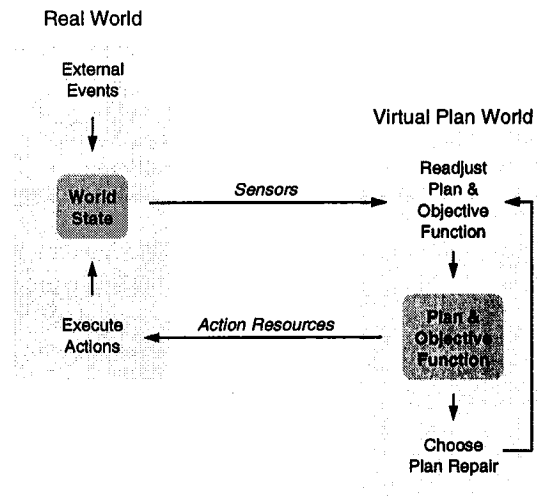 Real World
External
Events
World
State
Execute
Actions
Sensors
Action Resources
Virtual Plan World
Readjust
Plan &
Objective
Function
Plan &
Objective
Function
Choose
Plan Repair